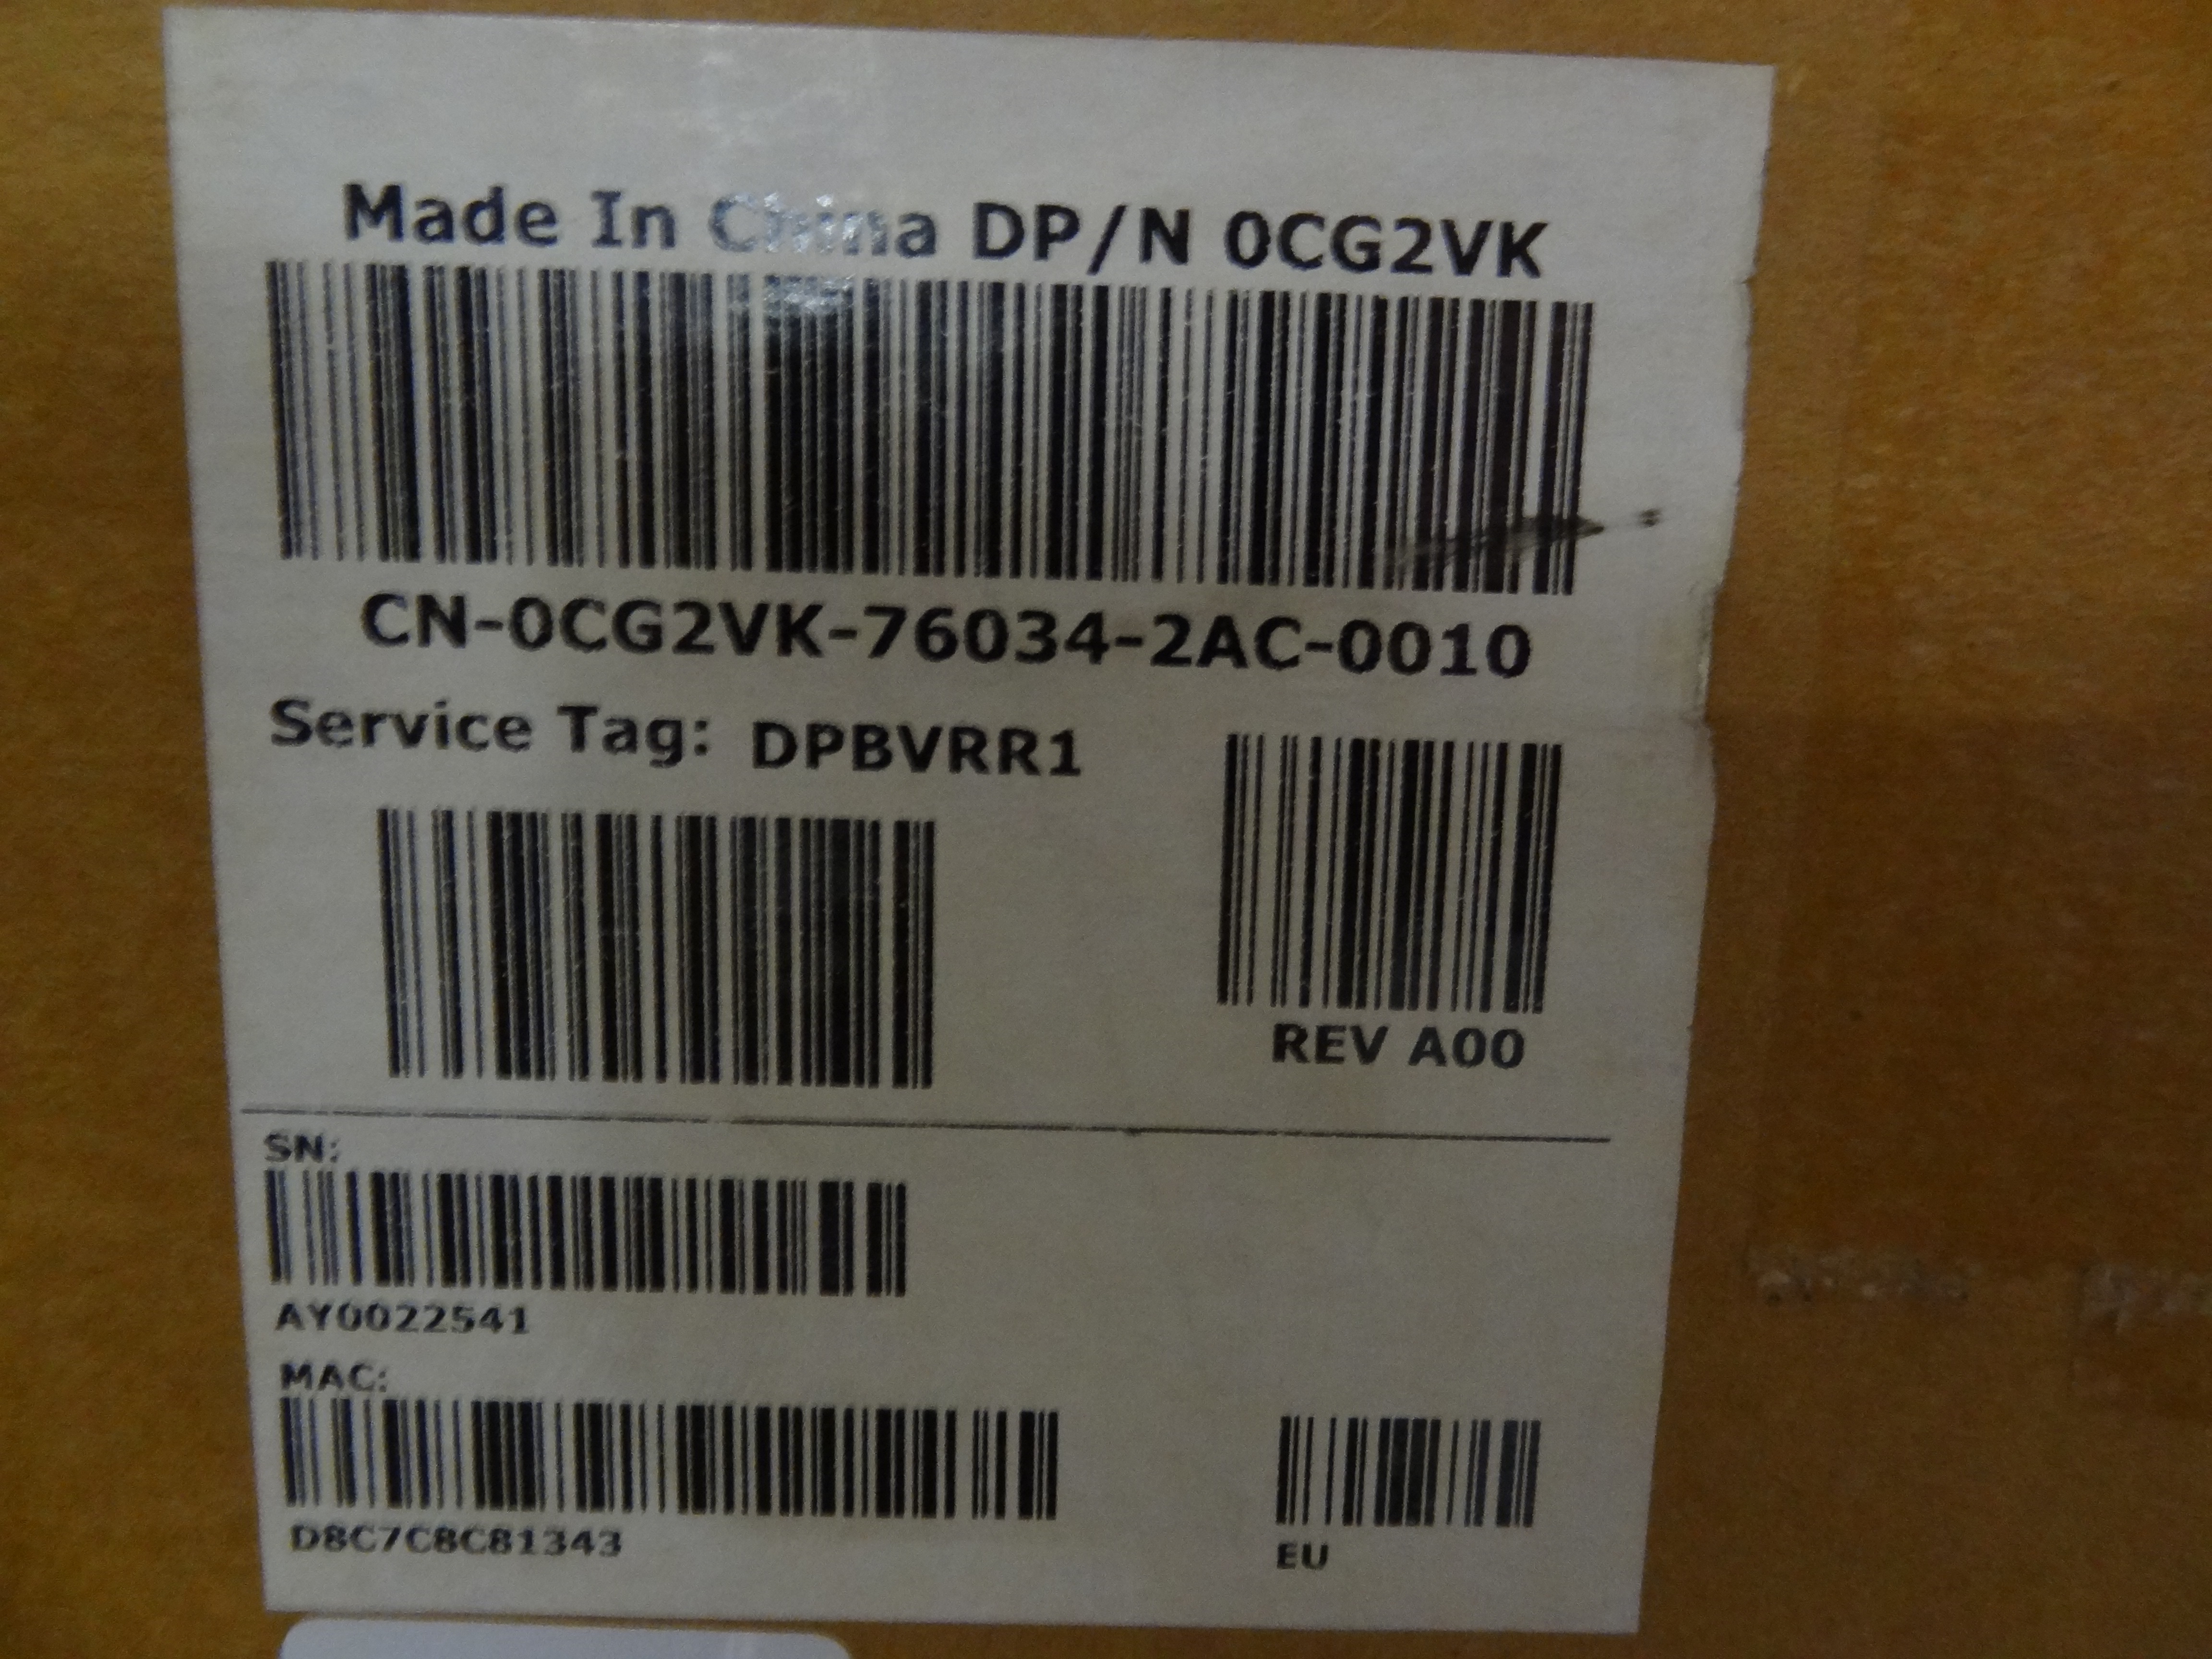 Made In China DP/N 0CG2VK
CN-0CG2VK-76034-2AC-0010
Service Tag: DPBVRR1
REV A00
SN:
AY0022541
MAC:
D8C7C8C81343
EU